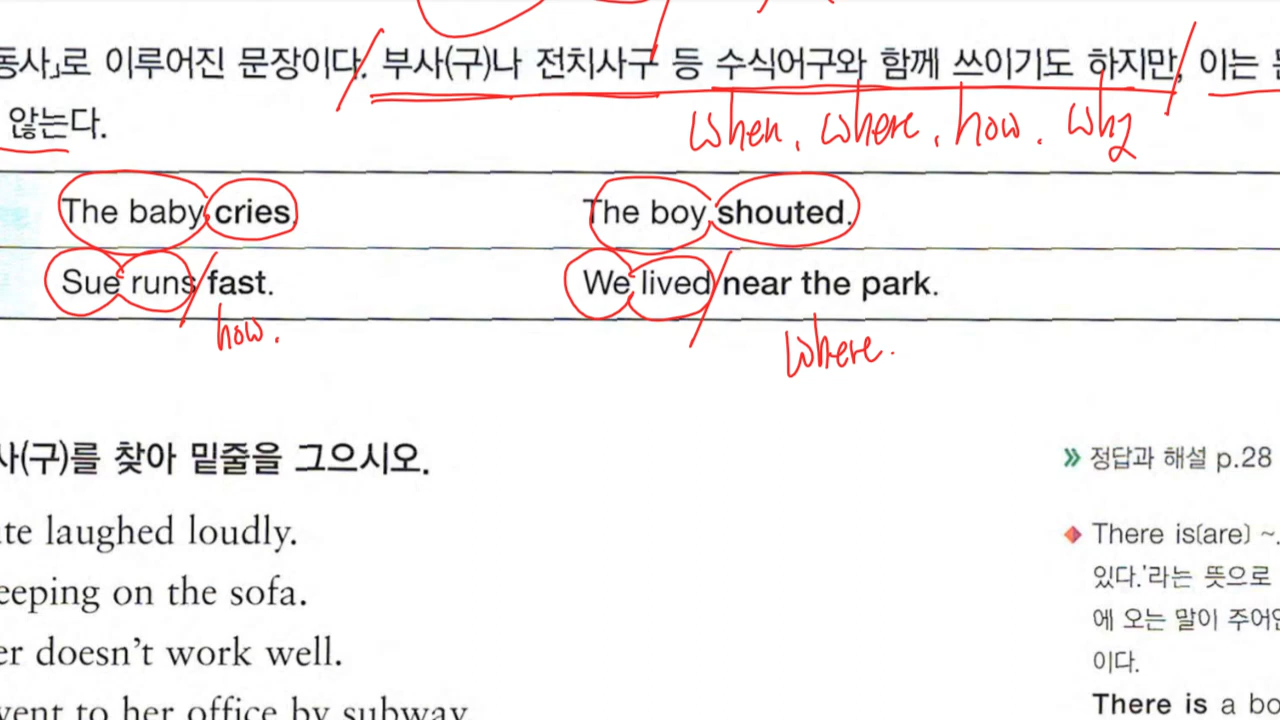 동사」로 이루어진 문장이다. 부사(구)나 전치사구 등 수식어구와 함께 쓰이기도 하지만, 이는
when, where, how. why
않는다.
The baby cries. The boy shouted.
Sue runs fast. We lived near the park.
how. where.
사(구)를 찾아 밑줄을 그으시오.
» 정답과 해설 p.28
te laughed loudly.
There is(are) ~.
eeping on the sofa.
있다.'라는 뜻으로
에 오는 말이 주어
er doesn't work well.
이다.
vent to her office by subway
There is a bo